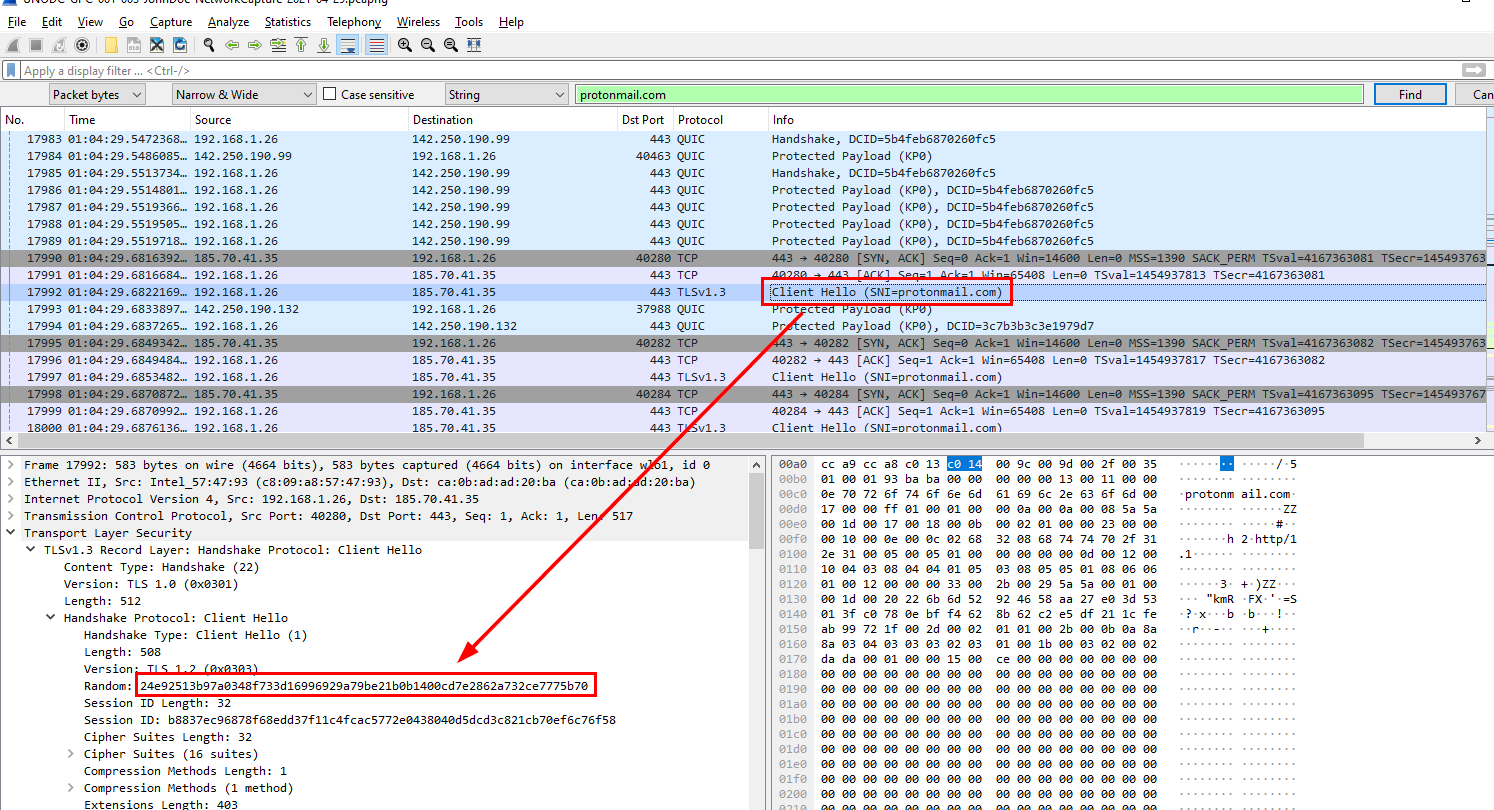 UNODC-GPC-001-003-JohnDoe-NetworkCapture-2021-04-29.pcapng
File Edit View Go Capture Analyze Statistics Telephony Wireless Tools Help
Apply a display filter … <Ctrl-/>
Packet bytes Narrow & Wide Case sensitive String protonmail.com Find Can
No. Time Source Destination Dst Port Protocol Info
17983 01:04:29.5472368… 192.168.1.26 142.250.190.99 443 QUIC Handshake, DCID=5b4feb6870260fc5
17984 01:04:29.5486085… 142.250.190.99 192.168.1.26 40463 QUIC Protected Payload (KP0)
17985 01:04:29.5513734… 192.168.1.26 142.250.190.99 443 QUIC Handshake, DCID=5b4feb6870260fc5
17986 01:04:29.5514801… 192.168.1.26 142.250.190.99 443 QUIC Protected Payload (KP0), DCID=5b4feb6870260fc5
17987 01:04:29.5519366… 192.168.1.26 142.250.190.99 443 QUIC Protected Payload (KP0), DCID=5b4feb6870260fc5
17988 01:04:29.5519505… 192.168.1.26 142.250.190.99 443 QUIC Protected Payload (KP0), DCID=5b4feb6870260fc5
17989 01:04:29.5519718… 192.168.1.26 142.250.190.99 443 QUIC Protected Payload (KP0), DCID=5b4feb6870260fc5
17990 01:04:29.6816392… 185.70.41.35 192.168.1.26 40280 TCP 443 → 40280 [SYN, ACK] Seq=0 Ack=1 Win=14600 Len=0 MSS=1390 SACK_PERM TSval=4167363081 TSecr=145493763
17991 01:04:29.6816684… 192.168.1.26 185.70.41.35 443 TCP 40280 → 443 [ACK] Seq=1 Ack=1 Win=65408 Len=0 TSval=1454937813 TSecr=4167363081
17992 01:04:29.6822169… 192.168.1.26 185.70.41.35 443 TLSv1.3 Client Hello (SNI=protonmail.com)
17993 01:04:29.6833897… 142.250.190.132 192.168.1.26 37988 QUIC Protected Payload (KP0)
17994 01:04:29.6837265… 192.168.1.26 142.250.190.132 443 QUIC Protected Payload (KP0), DCID=3c7b3b3c3e1979d7
17995 01:04:29.6849342… 185.70.41.35 192.168.1.26 40282 TCP 443 → 40282 [SYN, ACK] Seq=0 Ack=1 Win=14600 Len=0 MSS=1390 SACK_PERM TSval=4167363082 TSecr=145493763
17996 01:04:29.6849484… 192.168.1.26 185.70.41.35 443 TCP 40282 → 443 [ACK] Seq=1 Ack=1 Win=65408 Len=0 TSval=1454937817 TSecr=4167363082
17997 01:04:29.6853482… 192.168.1.26 185.70.41.35 443 TLSv1.3 Client Hello (SNI=protonmail.com)
17998 01:04:29.6870872… 185.70.41.35 192.168.1.26 40284 TCP 443 → 40284 [SYN, ACK] Seq=0 Ack=1 Win=14600 Len=0 MSS=1390 SACK_PERM TSval=4167363095 TSecr=145493767
17999 01:04:29.6870992… 192.168.1.26 185.70.41.35 443 TCP 40284 → 443 [ACK] Seq=1 Ack=1 Win=65408 Len=0 TSval=1454937819 TSecr=4167363095
18000 01:04:29.6876136… 192.168.1.26 185.70.41.35 443 TLSv1.3 Client Hello (SNI=protonmail.com)
Frame 17992: 583 bytes on wire (4664 bits), 583 bytes captured (4664 bits) on interface wlo1, id 0
Ethernet II, Src: Intel_57:47:93 (c8:09:a8:57:47:93), Dst: ca:0b:ad:ad:20:ba (ca:0b:ad:ad:20:ba)
Internet Protocol Version 4, Src: 192.168.1.26, Dst: 185.70.41.35
Transmission Control Protocol, Src Port: 40280, Dst Port: 443, Seq: 1, Ack: 1, Len: 517
Transport Layer Security
TLSv1.3 Record Layer: Handshake Protocol: Client Hello
Content Type: Handshake (22)
Version: TLS 1.0 (0x0301)
Length: 512
Handshake Protocol: Client Hello
Handshake Type: Client Hello (1)
Length: 508
Version: TLS 1.2 (0x0303)
Random: 24e92513b97a0348f733d16996929a79be21b0b1400cd7e2862a732ce7775b70
Session ID Length: 32
Session ID: b8837ec96878f68edd37f11c4fcac5772e0438040d5dcd3c821cb70ef6c76f58
Cipher Suites Length: 32
Cipher Suites (16 suites)
Compression Methods Length: 1
Compression Methods (1 method)
Extensions Length: 403
00a0 cc a9 cc a8 c0 13 c0 14 00 9c 00 9d 00 2f 00 35 ········ ·····/·5
00b0 01 00 01 93 ba ba 00 00 00 00 00 13 00 11 00 00 ········ ········
00c0 0e 70 72 6f 74 6f 6e 6d 61 69 6c 2e 63 6f 6d 00 ·protonm ail.com·
00d0 17 00 00 ff 01 00 01 00 00 0a 00 0a 00 08 5a 5a ········ ······ZZ
00e0 00 1d 00 17 00 18 00 0b 00 02 01 00 00 23 00 00 ········ ·····#··
00f0 00 10 00 0e 00 0c 02 68 32 08 68 74 74 70 2f 31 ·······h 2·http/1
0100 2e 31 00 05 00 05 01 00 00 00 00 00 0d 00 12 00 .1······ ········
0110 10 04 03 08 04 04 01 05 03 08 05 05 01 08 06 06 ········ ········
0120 01 00 12 00 00 00 33 00 2b 00 29 5a 5a 00 01 00 ······3· +·)ZZ···
0130 00 1d 00 20 22 6b 6d 52 92 46 58 aa 27 e0 3d 53 ··· "kmR ·FX·'·=S
0140 01 3f c0 78 0e bf f4 62 8b 62 c2 e5 df 21 1c fe ·?·x···b ·b···!··
0150 ab 99 72 1f 00 2d 00 02 01 01 00 2b 00 0b 0a 8a ··r··-·· ···+····
0160 8a 03 04 03 03 03 02 03 01 00 1b 00 03 02 00 02 ········ ········
0170 da da 00 01 00 00 15 00 ce 00 00 00 00 00 00 00 ········ ········
0180 00 00 00 00 00 00 00 00 00 00 00 00 00 00 00 00 ········ ········
0190 00 00 00 00 00 00 00 00 00 00 00 00 00 00 00 00 ········ ········
01a0 00 00 00 00 00 00 00 00 00 00 00 00 00 00 00 00 ········ ········
01b0 00 00 00 00 00 00 00 00 00 00 00 00 00 00 00 00 ········ ········
01c0 00 00 00 00 00 00 00 00 00 00 00 00 00 00 00 00 ········ ········
01d0 00 00 00 00 00 00 00 00 00 00 00 00 00 00 00 00 ········ ········
01e0 00 00 00 00 00 00 00 00 00 00 00 00 00 00 00 00 ········ ········
01f0 00 00 00 00 00 00 00 00 00 00 00 00 00 00 00 00 ········ ········
0200 00 00 00 00 00 00 00 00 00 00 00 00 00 00 00 00 ········ ········
0210 00 00 00 00 00 00 00 00 00 00 00 00 00 00 00 00 ········ ········